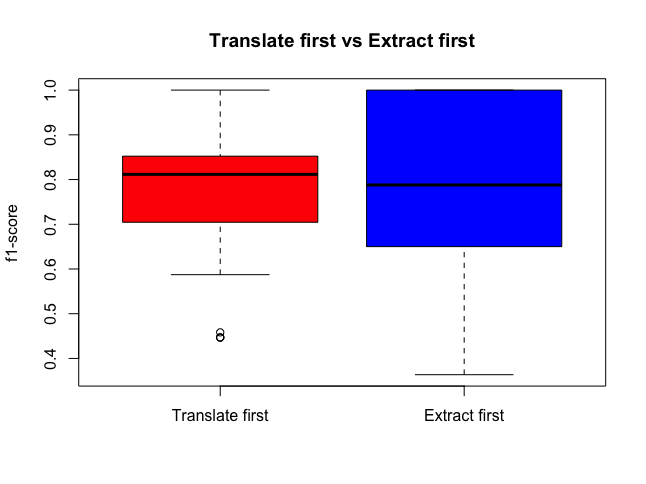 Translate first vs Extract first
f1-score
1.0
0.9
0.8
0.7
0.6
0.5
0.4
Translate first
Extract first